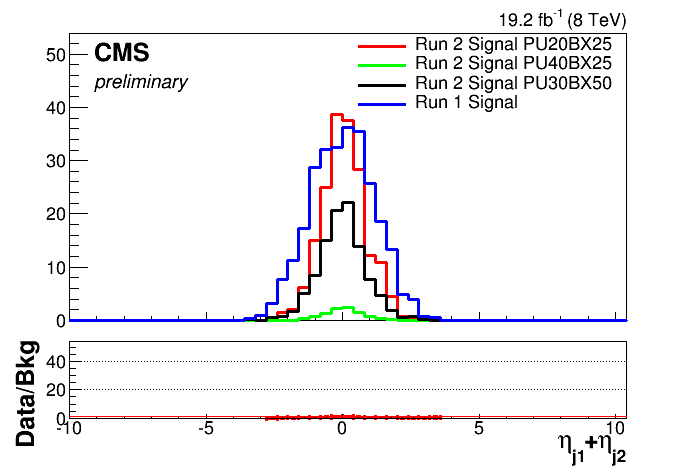 19.2 fb⁻¹ (8 TeV)
CMS
preliminary
Run 2 Signal PU20BX25
Run 2 Signal PU40BX25
Run 2 Signal PU30BX50
Run 1 Signal
50
40
30
20
10
0
Data/Bkg
40
20
0
-10 -5 0 5 10
η_j1+η_j2